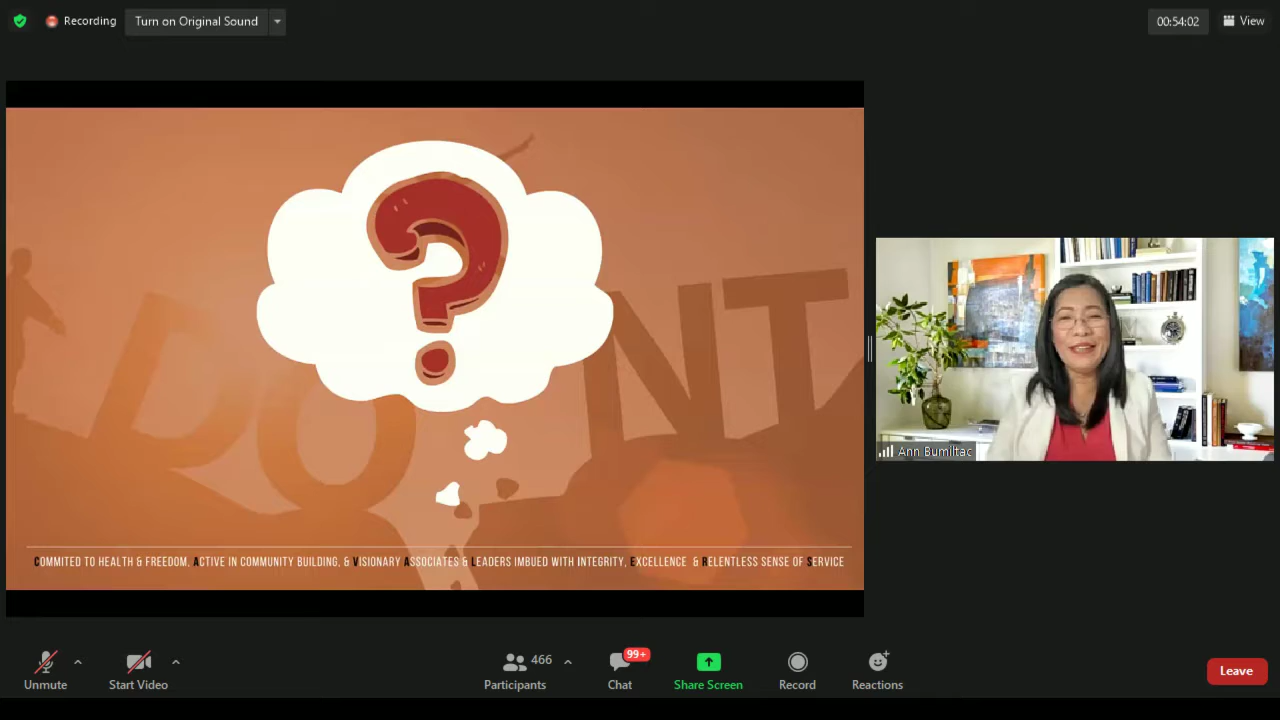 Recording
Turn on Original Sound
00:54:02
View
?
DO
NT
Ann Bumiltac
COMMITED TO HEALTH & FREEDOM, ACTIVE IN COMMUNITY BUILDING, & VISIONARY ASSOCIATES & LEADERS IMBUED WITH INTEGRITY, EXCELLENCE & RELENTLESS SENSE OF SERVICE
Unmute
Start Video
466
Participants
99+
Chat
Share Screen
Record
Reactions
Leave